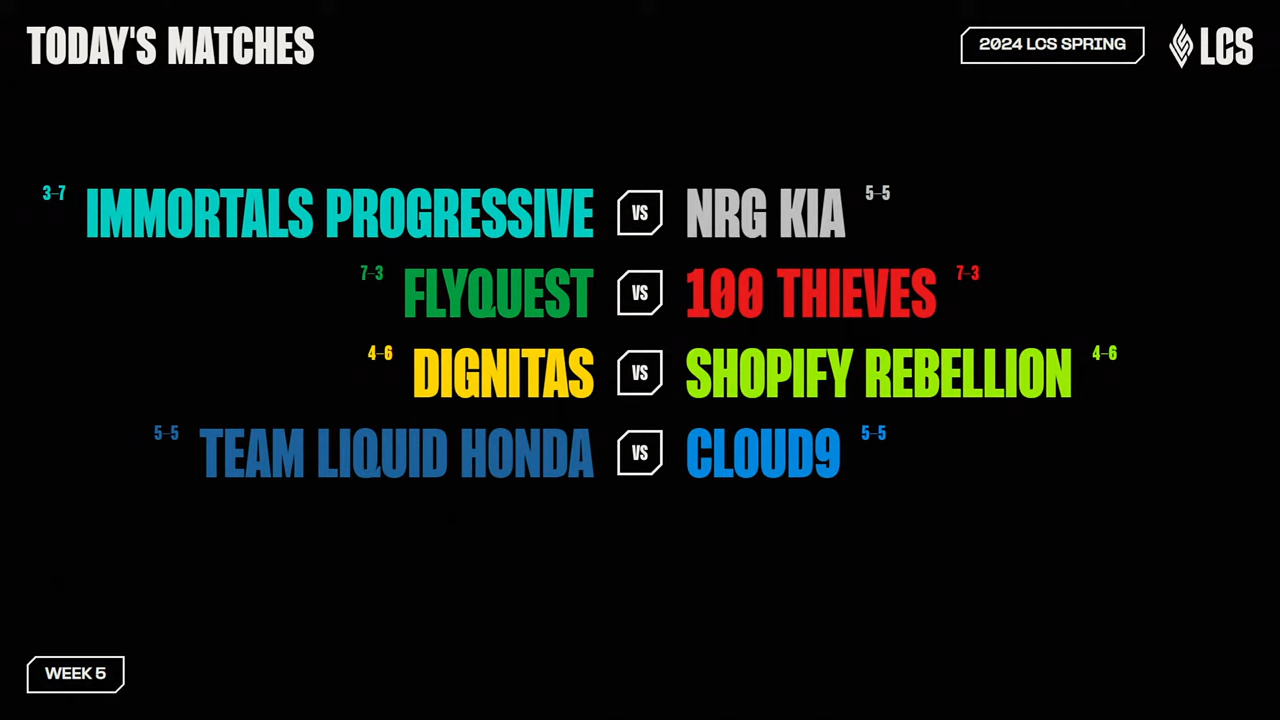 TODAY'S MATCHES
2024 LCS SPRING
LCS
3–7 IMMORTALS PROGRESSIVE VS NRG KIA 5–5
7–3 FLYQUEST VS 100 THIEVES 7–3
4–6 DIGNITAS VS SHOPIFY REBELLION 4–6
5–5 TEAM LIQUID HONDA VS CLOUD9 5–5
WEEK 5